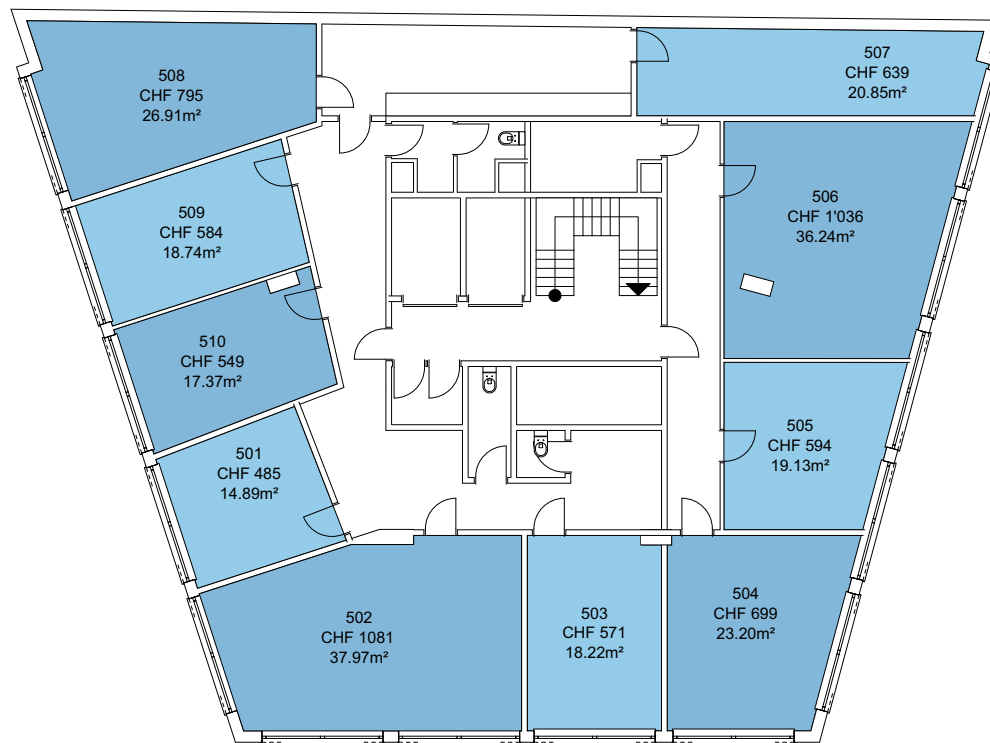 508
CHF 795
26.91m²
507
CHF 639
20.85m²
509
CHF 584
18.74m²
506
CHF 1'036
36.24m²
510
CHF 549
17.37m²
505
CHF 594
19.13m²
501
CHF 485
14.89m²
502
CHF 1081
37.97m²
503
CHF 571
18.22m²
504
CHF 699
23.20m²